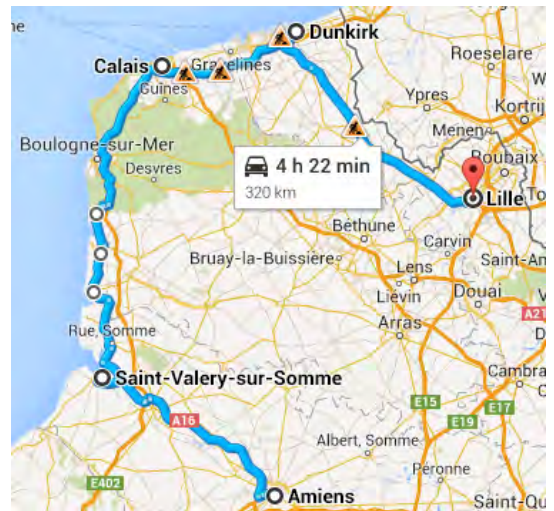 Dunkirk
Calais
Gravelines
Guînes
Roeselare
Ypres
Kortrij
Menen
Boulogne-sur-Mer
Desvres
4 h 22 min
320 km
Roubaix
Lille
Béthune
Carvin
Saint-Am
Bruay-la-Buissière
Lens
Liévin
Douai
V
A21
Rue, Somme
Arras
Saint-Valery-sur-Somme
E15
E17
Cambra
E19
A16
Albert, Somme
Péronne
E402
Amiens
Saint-Qu